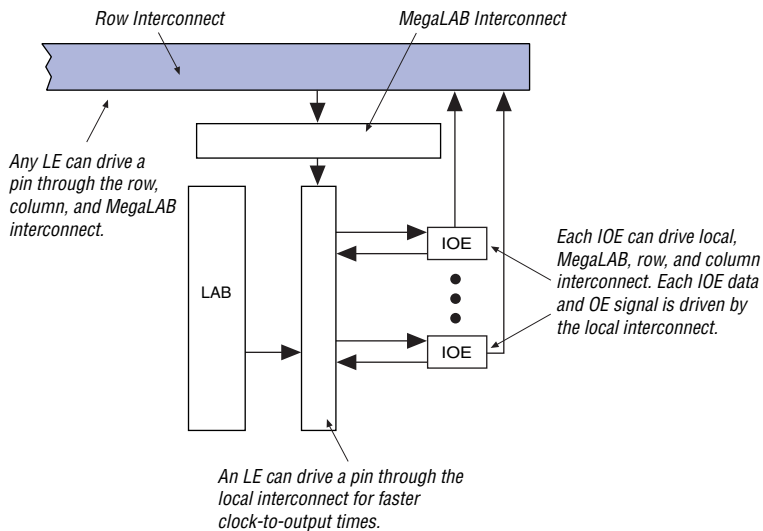 Row Interconnect
MegaLAB Interconnect
Any LE can drive a
pin through the row,
column, and MegaLAB
interconnect.
LAB
IOE
IOE
Each IOE can drive local,
MegaLAB, row, and column
interconnect. Each IOE data
and OE signal is driven by
the local interconnect.
An LE can drive a pin through the
local interconnect for faster
clock-to-output times.